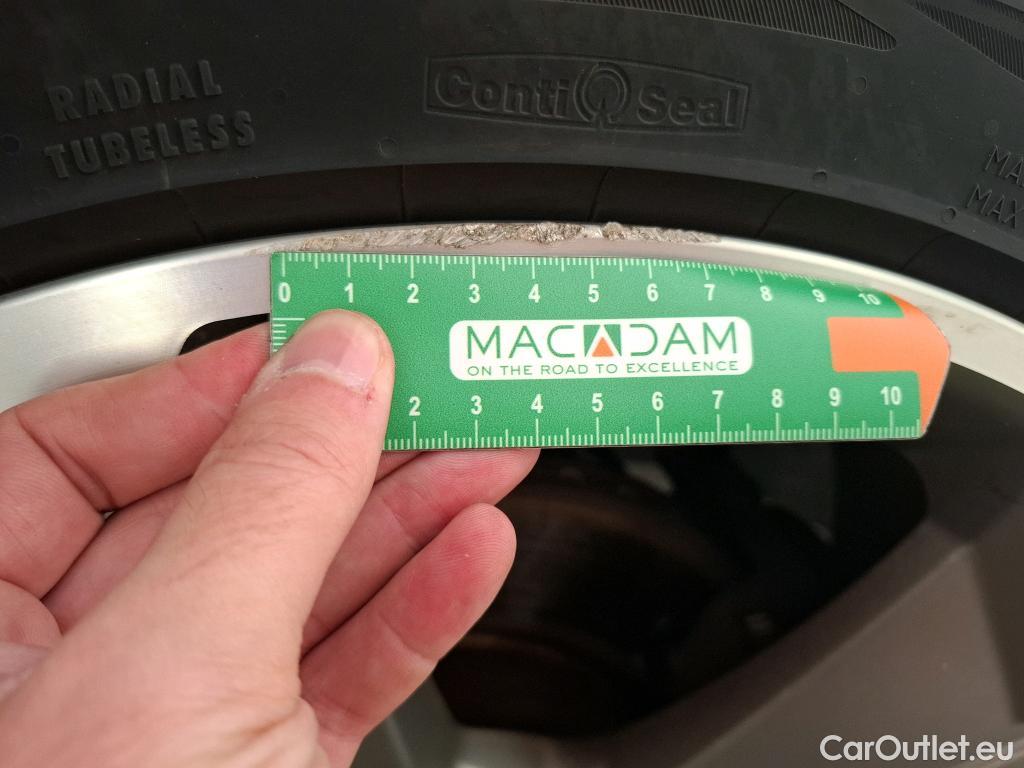 RADIAL
TUBELESS
Conti Seal
MAX
0 1 2 3 4 5 6 7 8 9 10
MACADAM
ON THE ROAD TO EXCELLENCE
2 3 4 5 6 7 8 9 10
CarOutlet.eu